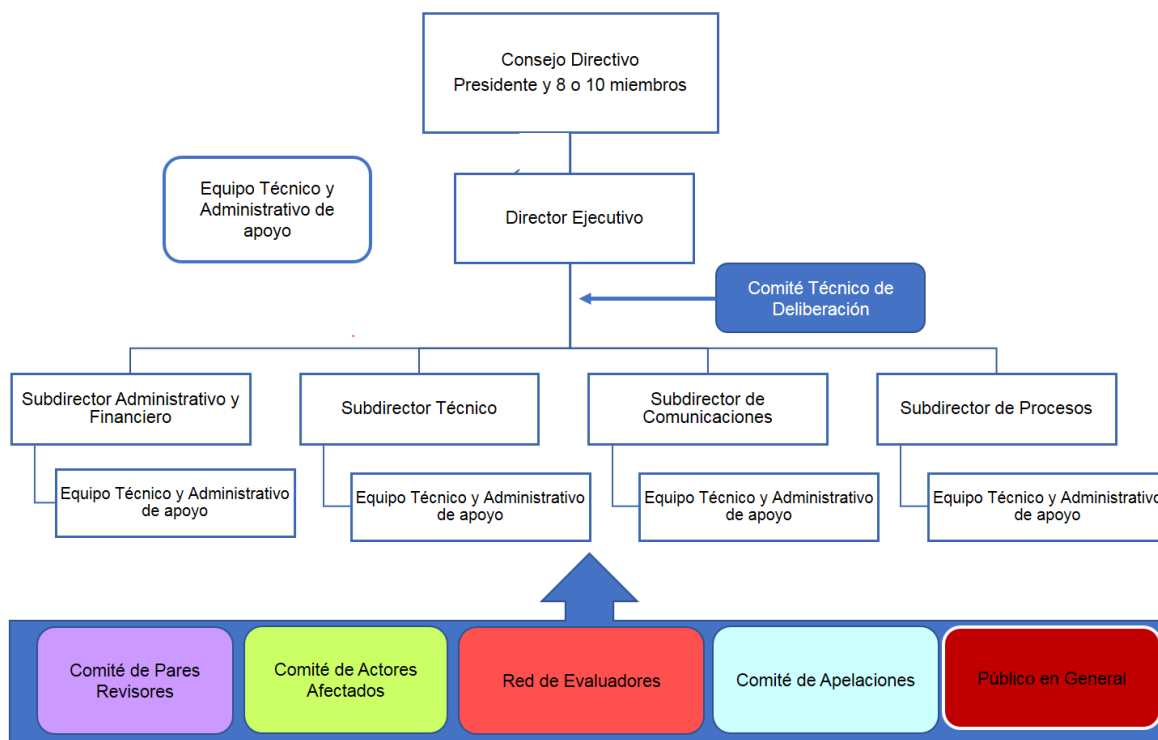 Consejo Directivo
Presidente y 8 o 10 miembros
Equipo Técnico y
Administrativo de
apoyo
Director Ejecutivo
Comité Técnico de
Deliberación
Subdirector Administrativo y
Financiero
Subdirector Técnico
Subdirector de
Comunicaciones
Subdirector de Procesos
Equipo Técnico y Administrativo
de apoyo
Equipo Técnico y Administrativo
de apoyo
Equipo Técnico y Administrativo
de apoyo
Equipo Técnico y Administrativo
de apoyo
Comité de Pares
Revisores
Comité de Actores
Afectados
Red de Evaluadores
Comité de Apelaciones
Público en General